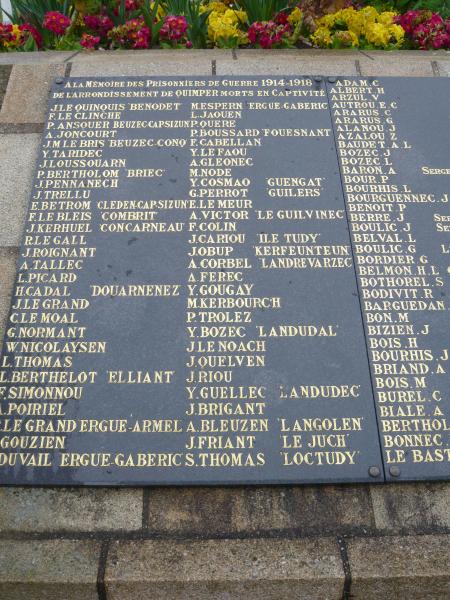 A LA MEMOIRE DES PRISONNIERS DE GUERRE 1914-1918
DE L'ARRONDISSEMENT DE QUIMPER MORTS EN CAPTIVITE
J.LE QUINQUIS 'BENODET'
F.LE CLINCHE
P.ANSQUER BEUZEC-CAPSIZUN
A.JONCOURT
J.M LE BRIS BEUZEC-CONQ
Y.TARIDEC
J.LOSSOUARN
P.BERTHOLOM 'BRIEC'
J.PENNANECH
J.TRELLU
E.BETROM CLEDEN-CAP-SIZUN
F.LE BLEIS 'COMBRIT'
J.KERHUEL 'CONCARNEAU'
R.LE GALL
J.ROIGNANT
A.TALLEC
L.PICARD
H.CADAL 'DOUARNENEZ'
J.LE GRAND
C.LE MOAL
G.NORMANT
W.NICOLAYSEN
L.THOMAS
L.BERTHELOT 'ELLIANT'
F.SIMONNOU
A.POIRIEL
LE GRAND ERGUE-ARMEL
GOUZIEN
DUVAIL ERGUE-GABERIC
M.ESPERN 'ERGUE-GABERIC
L.JAOUEN
P.QUERE
P.BOUSSARD 'FOUESNANT
F.CABELLAN
Y.LE FAOU
A.GLEONEC
M.NODE
Y.COSMAO 'GUENGAT'
G.PERROT 'GUILERS'
E.LE MEUR
A.VICTOR 'LE GUILVINEC'
F.COLIN
J.CARIOU 'ILE TUDY'
J.QUP 'KERFEUNTEUN'
A.CORBEL 'LANDREVARZEC'
A.FEREC
Y.GOUGAY
M.KERBOURC'H
P.TROLEZ
Y.BOZEC 'LANDUDAL'
J.LE NOACH
J.QUELVEN
J.RIOU
Y.GUELLEC 'LANDUDEC'
J.BRIGANT
A.BLEUZEN 'LANGOLEN'
J.FRIANT 'LE JUCH'
S.THOMAS 'LOCTUDY'
ADAM.C
ALBERT.H
ARZUL.V
AUTROU.E.C
ARARUS.C
ARARUS.G
ALANOU.J
AZALOU.Z
BAUDET.A.L
BOZEC.J
BOZEC.L
BARON.A
BOUR.P
BOURHIS.L
BOURGUENNEC.J
BENOIT.P
BERRE.J
BOULIC.J
BELVAL.L
BOULIC.G
BORDIER.G
BELMON.H.L
BOTHOREL.S
BODIVIT.R
BARGUEDAN
BON.M
BIZIEN.J
BOIS.H
BOURHIS.J
BRIAND.A
BOIS.M
BUREL.C
BIALE.A
BERTHOL
BONNEC
LE BAST